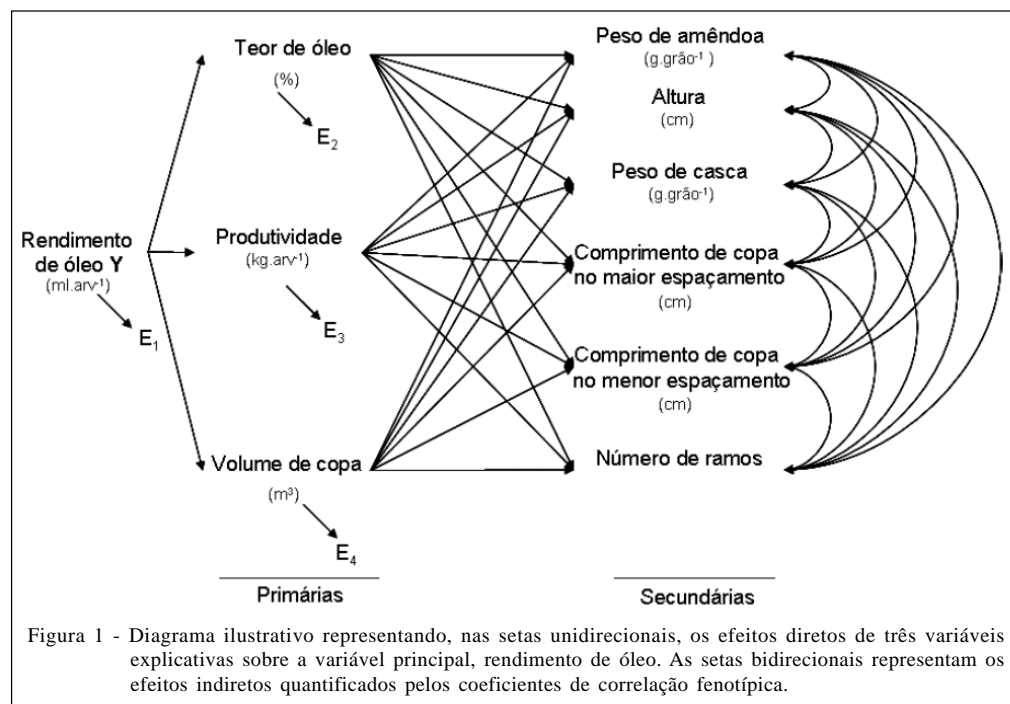 Teor de óleo
(%)
E₂
Peso de amêndoa
(g.grão⁻¹ )
Altura
(cm)
Peso de casca
(g.grão⁻¹)
Rendimento
de óleo Y
(ml.arv⁻¹)
E₁
Produtividade
(kg.arv⁻¹)
E₃
Comprimento de copa
no maior espaçamento
(cm)
Comprimento de copa
no menor espaçamento
(cm)
Volume de copa
(m³)
E₄
Número de ramos
Primárias
Secundárias
Figura 1 - Diagrama ilustrativo representando, nas setas unidirecionais, os efeitos diretos de três variáveis
explicativas sobre a variável principal, rendimento de óleo. As setas bidirecionais representam os
efeitos indiretos quantificados pelos coeficientes de correlação fenotípica.